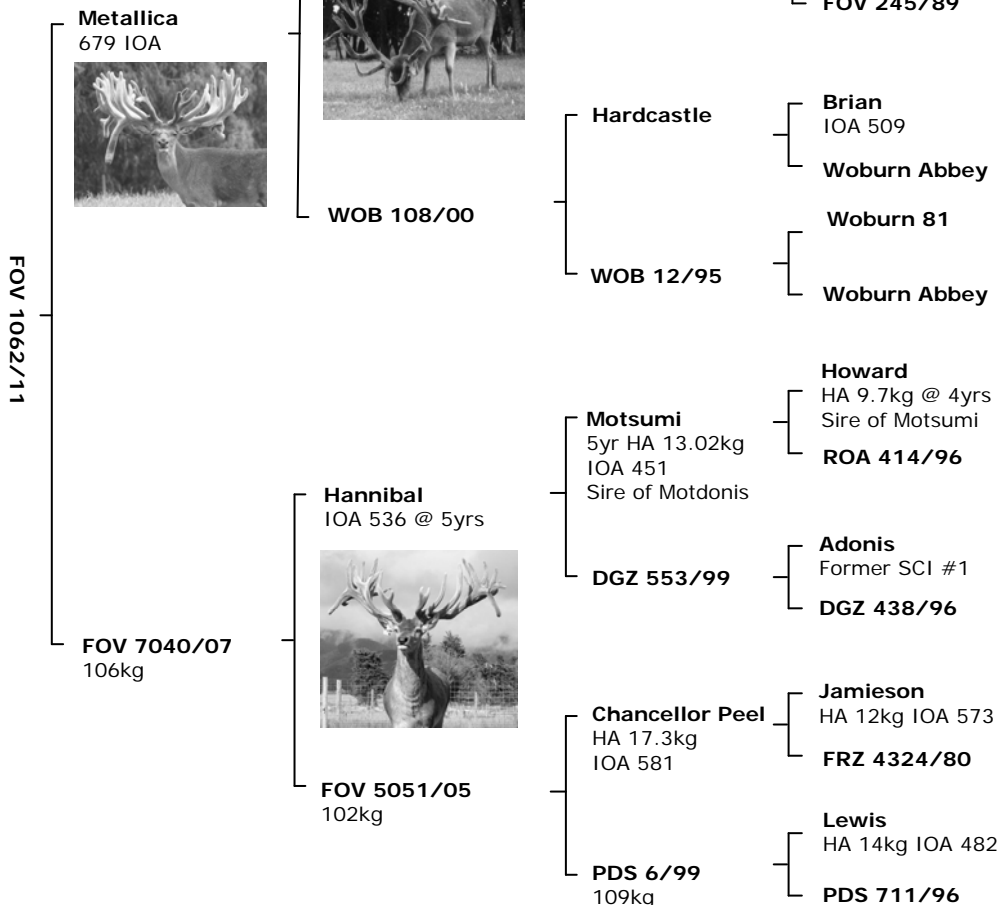 FOV 245/89
Metallica
679 IOA
Hardcastle
Brian
IOA 509
Woburn Abbey
WOB 108/00
Woburn 81
WOB 12/95
Woburn Abbey
FOV 1062/11
Howard
HA 9.7kg @ 4yrs
Sire of Motsumi
Motsumi
5yr HA 13.02kg
IOA 451
Sire of Motdonis
ROA 414/96
Hannibal
IOA 536 @ 5yrs
Adonis
Former SCI #1
DGZ 553/99
DGZ 438/96
FOV 7040/07
106kg
Jamieson
HA 12kg IOA 573
Chancellor Peel
HA 17.3kg
IOA 581
FRZ 4324/80
FOV 5051/05
102kg
Lewis
HA 14kg IOA 482
PDS 6/99
109kg
PDS 711/96